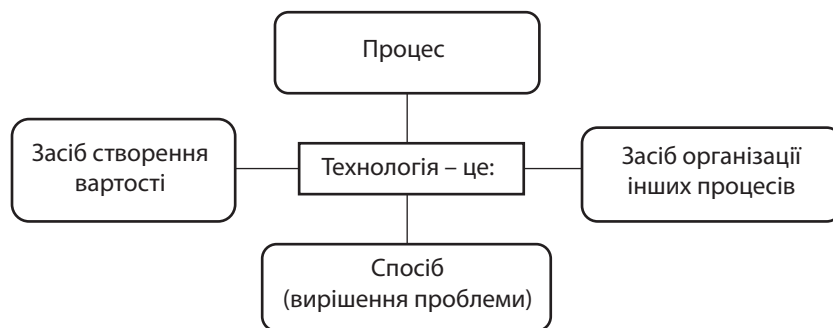 Процес
Засіб створення
вартості
Технологія – це:
Засіб організації
інших процесів
Спосіб
(вирішення проблеми)